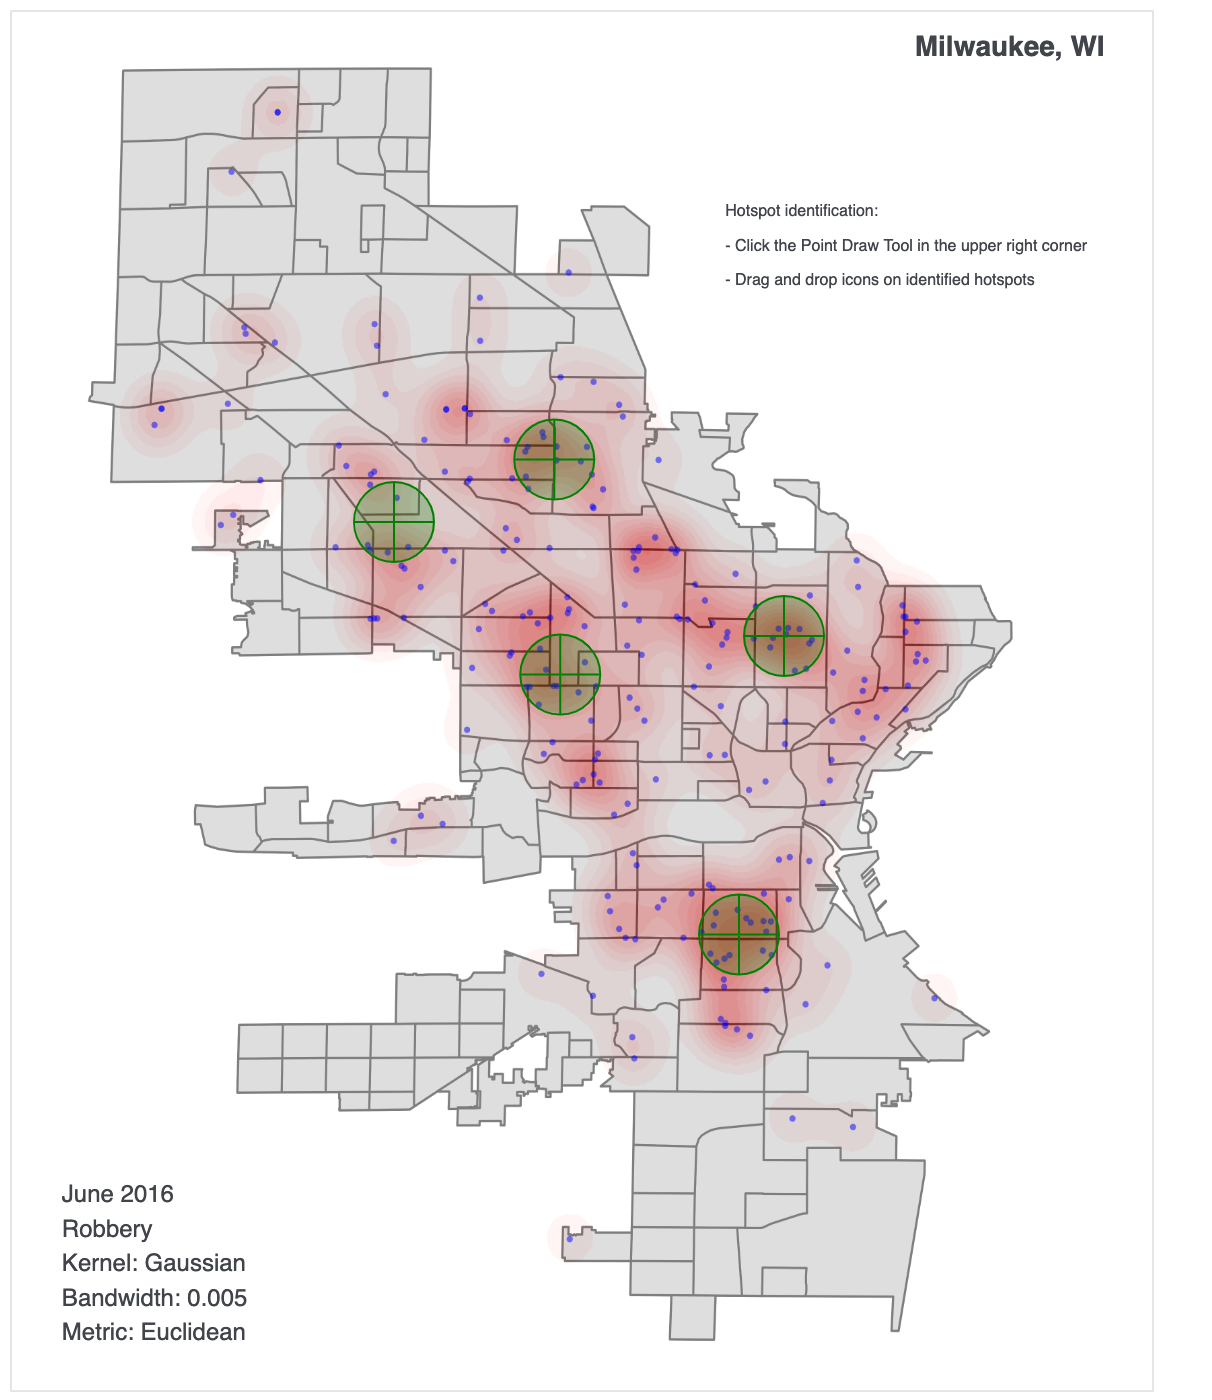 Milwaukee, WI
Hotspot identification:
- Click the Point Draw Tool in the upper right corner
- Drag and drop icons on identified hotspots
June 2016
Robbery
Kernel: Gaussian
Bandwidth: 0.005
Metric: Euclidean